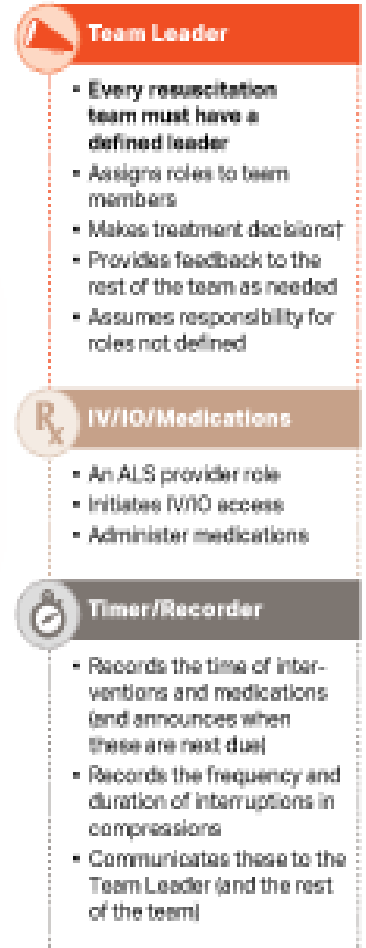 Team Leader
• Every resuscitation
team must have a
defined leader
• Assigns roles to team
members
• Makes treatment decisions†
• Provides feedback to the
rest of the team as needed
• Assumes responsibility for
roles not defined
Rx
IV/IO/Medications
• An ALS provider role
• Initiates IV/IO access
• Administer medications
Timer/Recorder
• Records the time of inter-
ventions and medications
(and announces when
these are next due)
• Records the frequency and
duration of interruptions in
compressions
• Communicates these to the
Team Leader (and the rest
of the team)